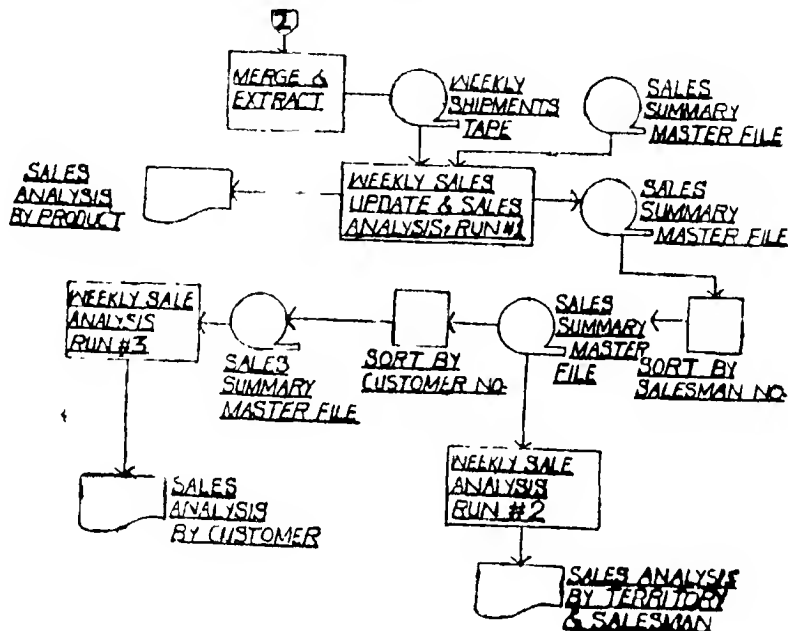 2
MERGE &
EXTRACT
WEEKLY
SHIPMENTS
TAPE
SALES
SUMMARY
MASTER FILE
SALES
ANALYSIS
BY PRODUCT
WEEKLY SALES
UPDATE & SALES
ANALYSIS, RUN #1
SALES
SUMMARY
MASTER FILE
WEEKLY SALE
ANALYSIS
RUN #3
SALES
SUMMARY
MASTER FILE
SORT BY
CUSTOMER NO.
SALES
SUMMARY
MASTER
FILE
SORT BY
SALESMAN NO.
SALES
ANALYSIS
BY CUSTOMER
WEEKLY SALE
ANALYSIS
RUN #2
SALES ANALYSIS
BY TERRITORY
& SALESMAN